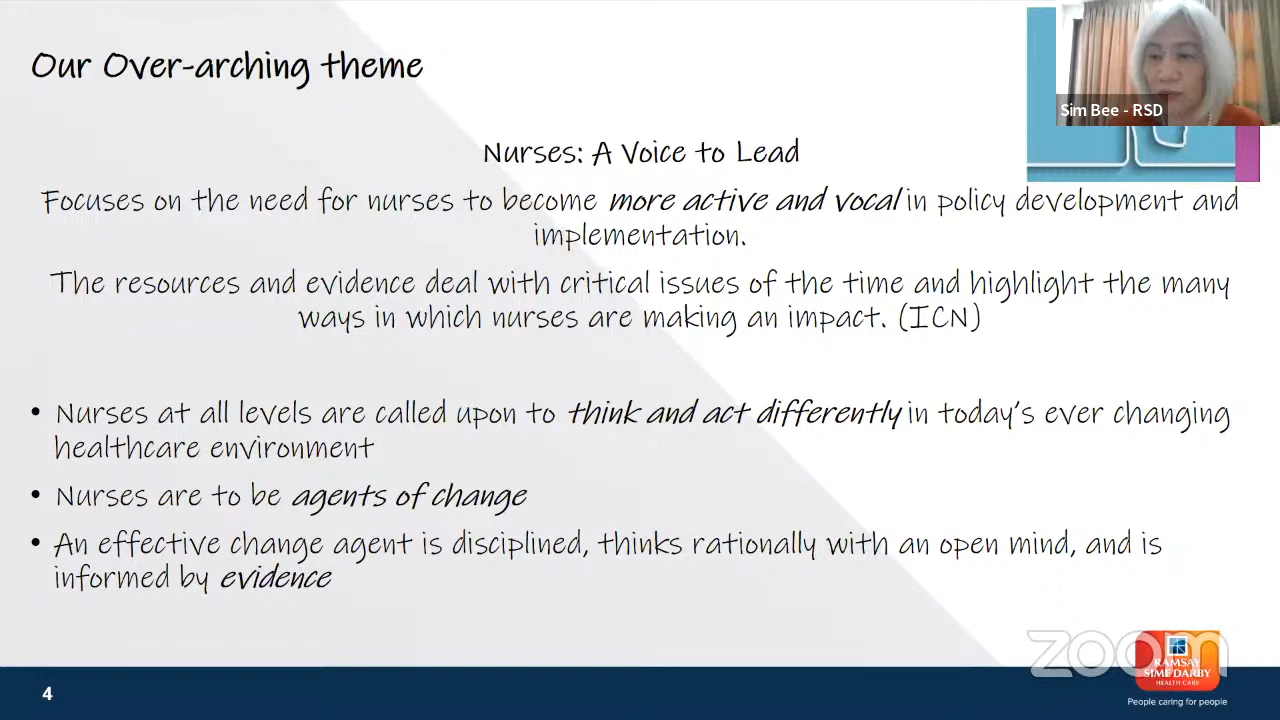 Our Over-arching theme
Sim Bee - RSD
Nurses: A Voice to Lead
Focuses on the need for nurses to become more active and vocal in policy development and
implementation.
The resources and evidence deal with critical issues of the time and highlight the many
ways in which nurses are making an impact. (ICN)
• Nurses at all levels are called upon to think and act differently in today's ever changing
healthcare environment
• Nurses are to be agents of change
• An effective change agent is disciplined, thinks rationally with an open mind, and is
informed by evidence
zoom
RAMSAY
SIME DARBY
HEALTH CARE
4
People caring for people